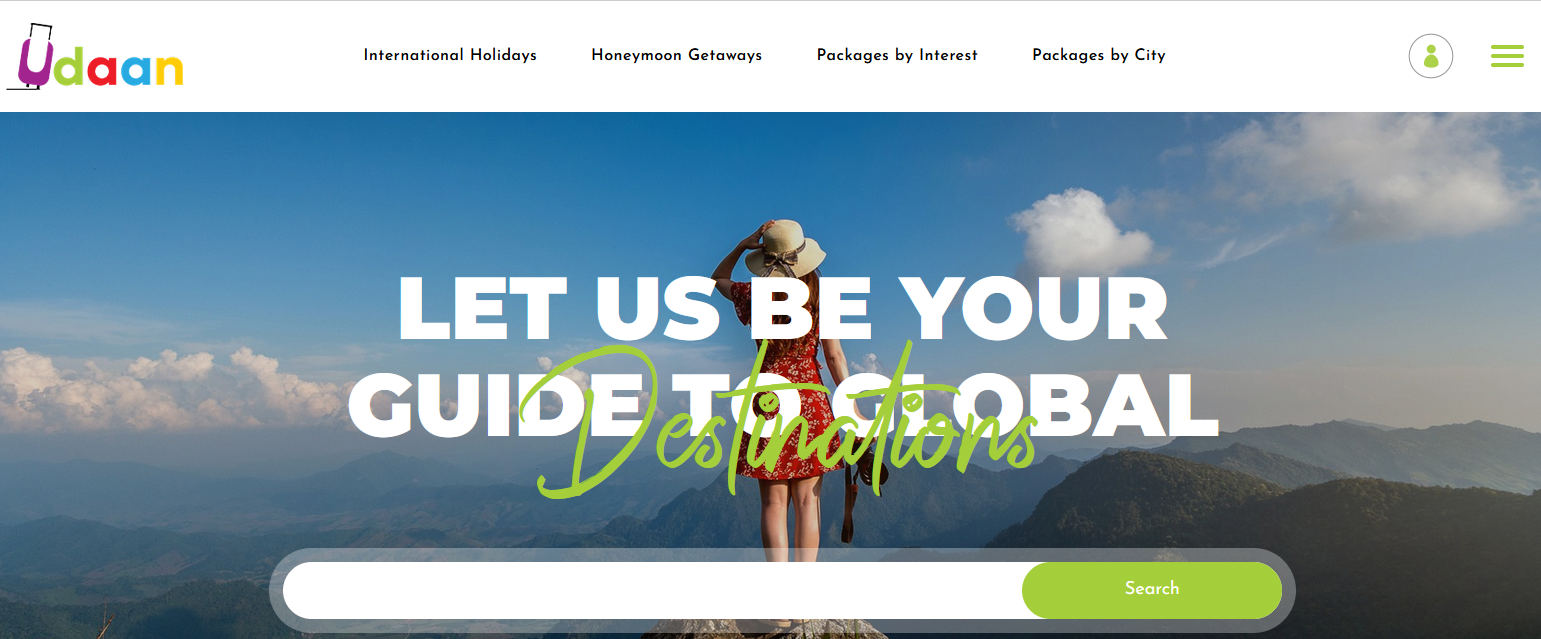 Udaan
International Holidays
Honeymoon Getaways
Packages by Interest
Packages by City
LET US BE YOUR
GUIDE TO GLOBAL
Destinations
Search